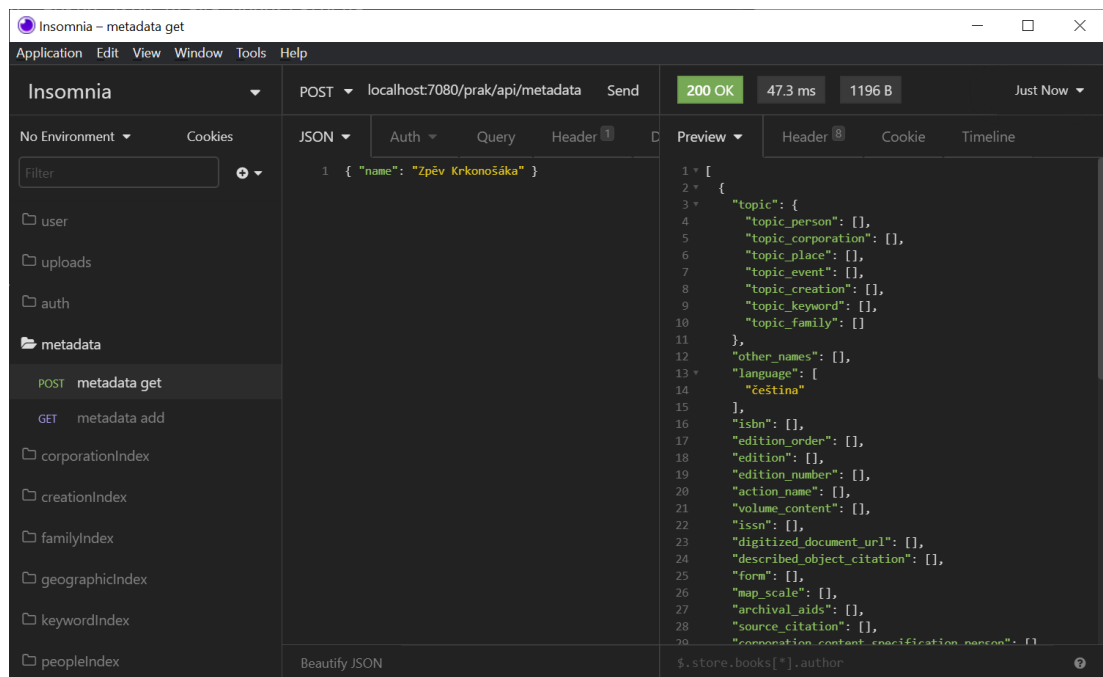 Insomnia – metadata get
Application Edit View Window Tools Help
Insomnia
POST localhost:7080/prak/api/metadata Send
200 OK 47.3 ms 1196 B Just Now
No Environment Cookies
JSON Auth Query Header 1 D
Preview Header 8 Cookie Timeline
Filter
user
uploads
auth
metadata
POST metadata get
GET metadata add
corporationIndex
creationIndex
familyIndex
geographicIndex
keywordIndex
peopleIndex
1 { "name": "Zpěv Krkonošáka" }
Beautify JSON
1 [
2 {
3 "topic": {
4 "topic_person": [],
5 "topic_corporation": [],
6 "topic_place": [],
7 "topic_event": [],
8 "topic_creation": [],
9 "topic_keyword": [],
10 "topic_family": []
11 },
12 "other_names": [],
13 "language": [
14 "čeština"
15 ],
16 "isbn": [],
17 "edition_order": [],
18 "edition": [],
19 "edition_number": [],
20 "action_name": [],
21 "volume_content": [],
22 "issn": [],
23 "digitized_document_url": [],
24 "described_object_citation": [],
25 "form": [],
26 "map_scale": [],
27 "archival_aids": [],
28 "source_citation": [],
29 "corporation_content_specification_person": []
$.store.books[*].author